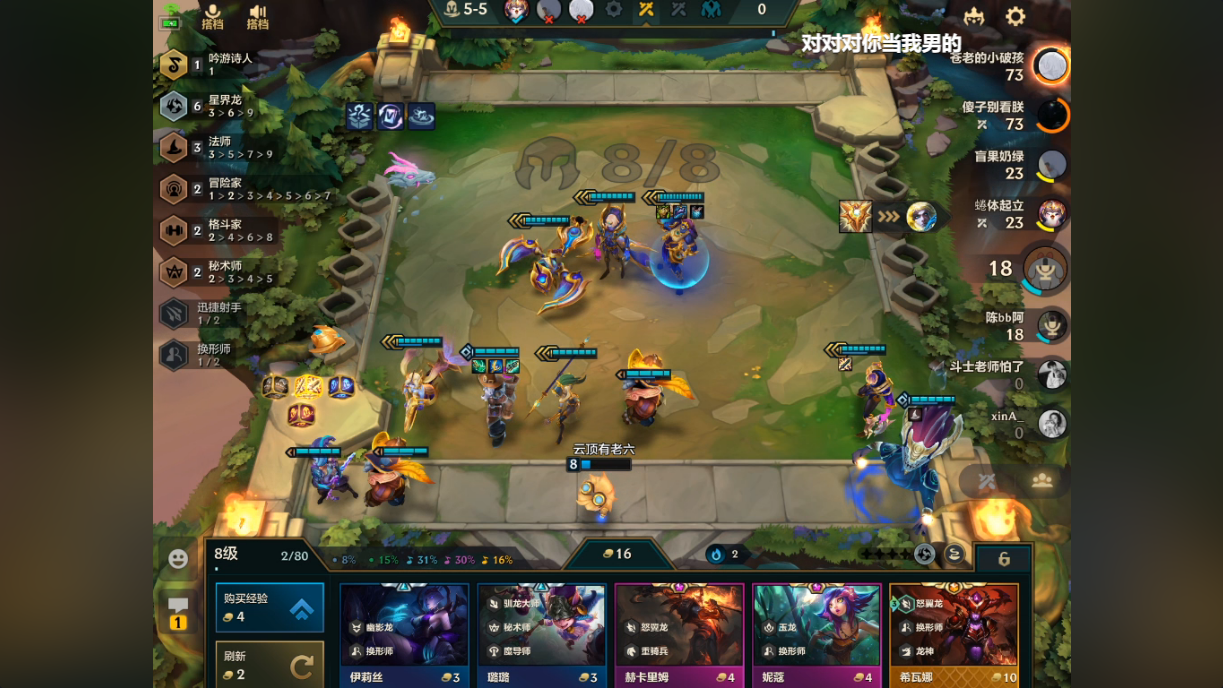 搭档
搭档
5-5
0
对对对你当我男的
1
吟游诗人
1
6
星界龙
3 > 6 > 9
3
法师
3 > 5 > 7 > 9
2
冒险家
1 > 2 > 3 > 4 > 5 > 6 > 7
2
格斗家
2 > 4 > 6 > 8
2
秘术师
2 > 3 > 4 > 5
迅捷射手
1 / 2
换形师
1 / 2
8/8
苍老的小破孩
73
傻子别看朕
73
盲果奶绿
23
蜷体起立
23
18
陈bb阿
18
斗士老师怕了
0
xinA_
0
云顶有老六
8
8级
2/80
8%
15%
31%
30%
16%
16
2
6
购买经验
4
刷新
2
1
幽影龙
换形师
伊莉丝
3
驯龙大师
秘术师
魔导师
璐璐
3
怒翼龙
重骑兵
赫卡里姆
4
玉龙
换形师
妮蔻
4
3
怒翼龙
换形师
龙神
希瓦娜
10